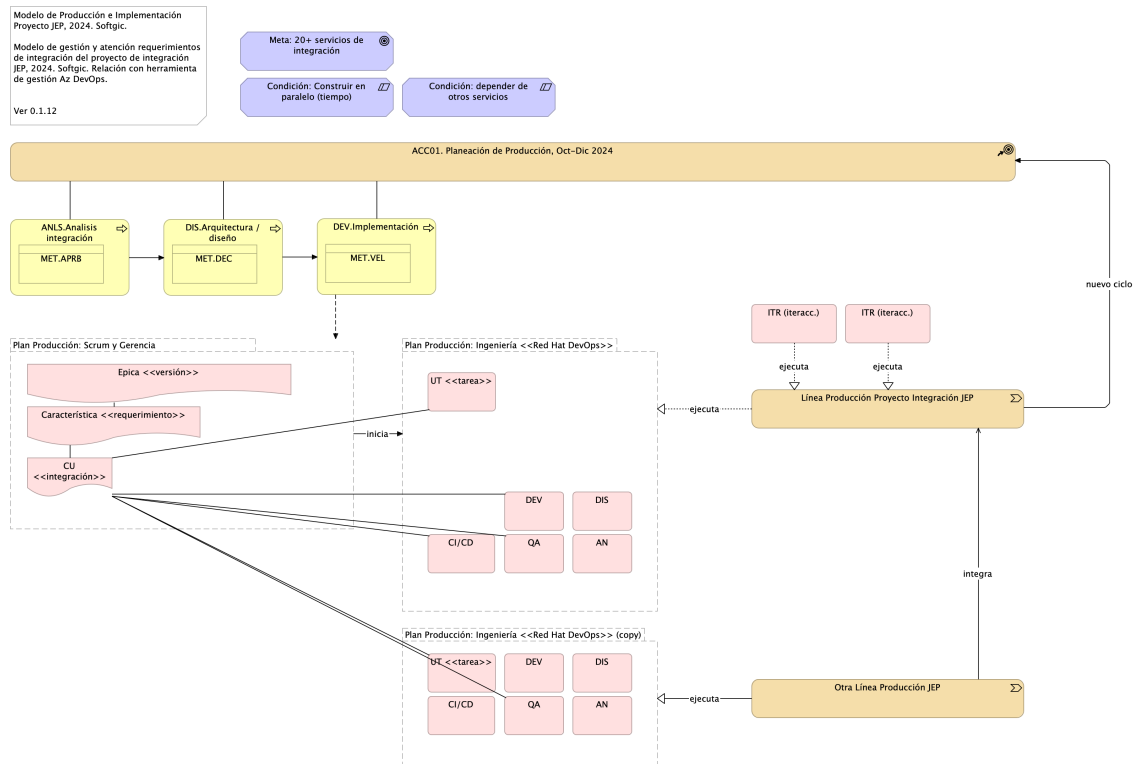 Modelo de Producción e Implementación
Proyecto JEP, 2024. Softgic.
Modelo de gestión y atención requerimientos
de integración del proyecto de integración
JEP, 2024. Softgic. Relación con herramienta
de gestión Az DevOps.
Ver 0.1.12
Meta: 20+ servicios de
integración
Condición: Construir en
paralelo (tiempo)
Condición: depender de
otros servicios
ACC01. Planeación de Producción, Oct-Dic 2024
ANLS.Analisis
integración
MET.APRB
DIS.Arquitectura /
diseño
MET.DEC
DEV.Implementación
MET.VEL
nuevo ciclo
ITR (iteracc.)
ITR (iteracc.)
ejecuta
ejecuta
Plan Producción: Scrum y Gerencia
Epica <<versión>>
Característica <<requerimiento>>
CU
<<integración>>
inicia
Plan Producción: Ingeniería <<Red Hat DevOps>>
UT <<tarea>>
DEV
DIS
CI/CD
QA
AN
ejecuta
Línea Producción Proyecto Integración JEP
integra
Plan Producción: Ingeniería <<Red Hat DevOps>> (copy)
UT <<tarea>>
DEV
DIS
CI/CD
QA
AN
ejecuta
Otra Línea Producción JEP